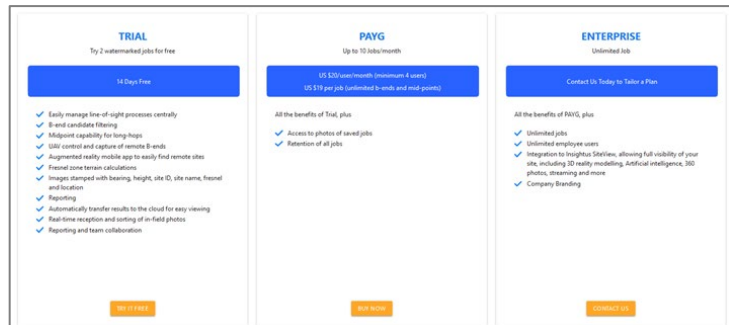 TRIAL
Try 2 watermarked jobs for free
14 Days Free
Easily manage line-of-sight processes centrally
B-end candidate filtering
Midpoint capability for long-hops
UAV control and capture of remote B-ends
Augmented reality mobile app to easily find remote sites
Fresnel zone terrain calculations
Images stamped with bearing, height, site ID, site name, fresnel
and location
Reporting
Automatically transfer results to the cloud for easy viewing
Real-time reception and sorting of in-field photos
Reporting and team collaboration
TRY IT FREE
PAYG
Up to 10 Jobs/month
US $20/user/month (minimum 4 users)
US $19 per job (unlimited b-ends and mid-points)
All the benefits of Trial, plus
Access to photos of saved jobs
Retention of all jobs
BUY NOW
ENTERPRISE
Unlimited Job
Contact Us Today to Tailor a Plan
All the benefits of PAYG, plus
Unlimited jobs
Unlimited employee users
Integration to Insightus SiteView, allowing full visibility of your
site, including 3D reality modelling, Artificial intelligence, 360
photos, streaming and more
Company Branding
CONTACT US